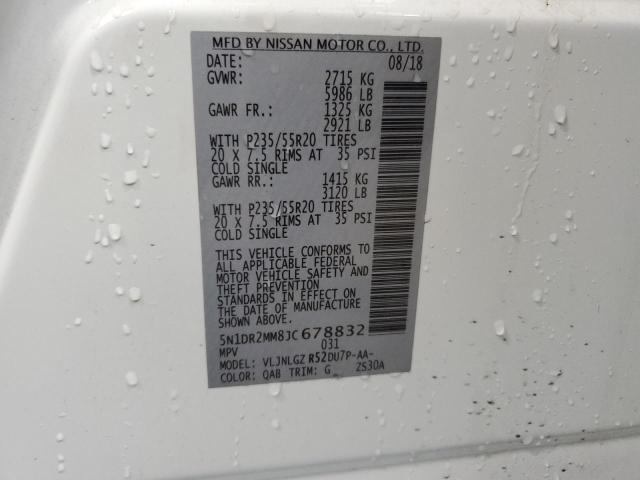 MFD BY NISSAN MOTOR CO., LTD.
DATE: 08/18
GVWR: 2715 KG
5986 LB
GAWR FR.: 1325 KG
2921 LB
WITH P235/55R20 TIRES
20 X 7.5 RIMS AT 35 PSI
COLD SINGLE
GAWR RR.: 1415 KG
3120 LB
WITH P235/55R20 TIRES
20 X 7.5 RIMS AT 35 PSI
COLD SINGLE
THIS VEHICLE CONFORMS TO
ALL APPLICABLE FEDERAL
MOTOR VEHICLE SAFETY AND
THEFT PREVENTION
STANDARDS IN EFFECT ON
THE DATE OF MANUFACTURE
SHOWN ABOVE.
5N1DR2MM8JC678832
MPV 031
MODEL: VLJNLGZ R52DU7P-AA-
COLOR: QAB TRIM: G ZS30A